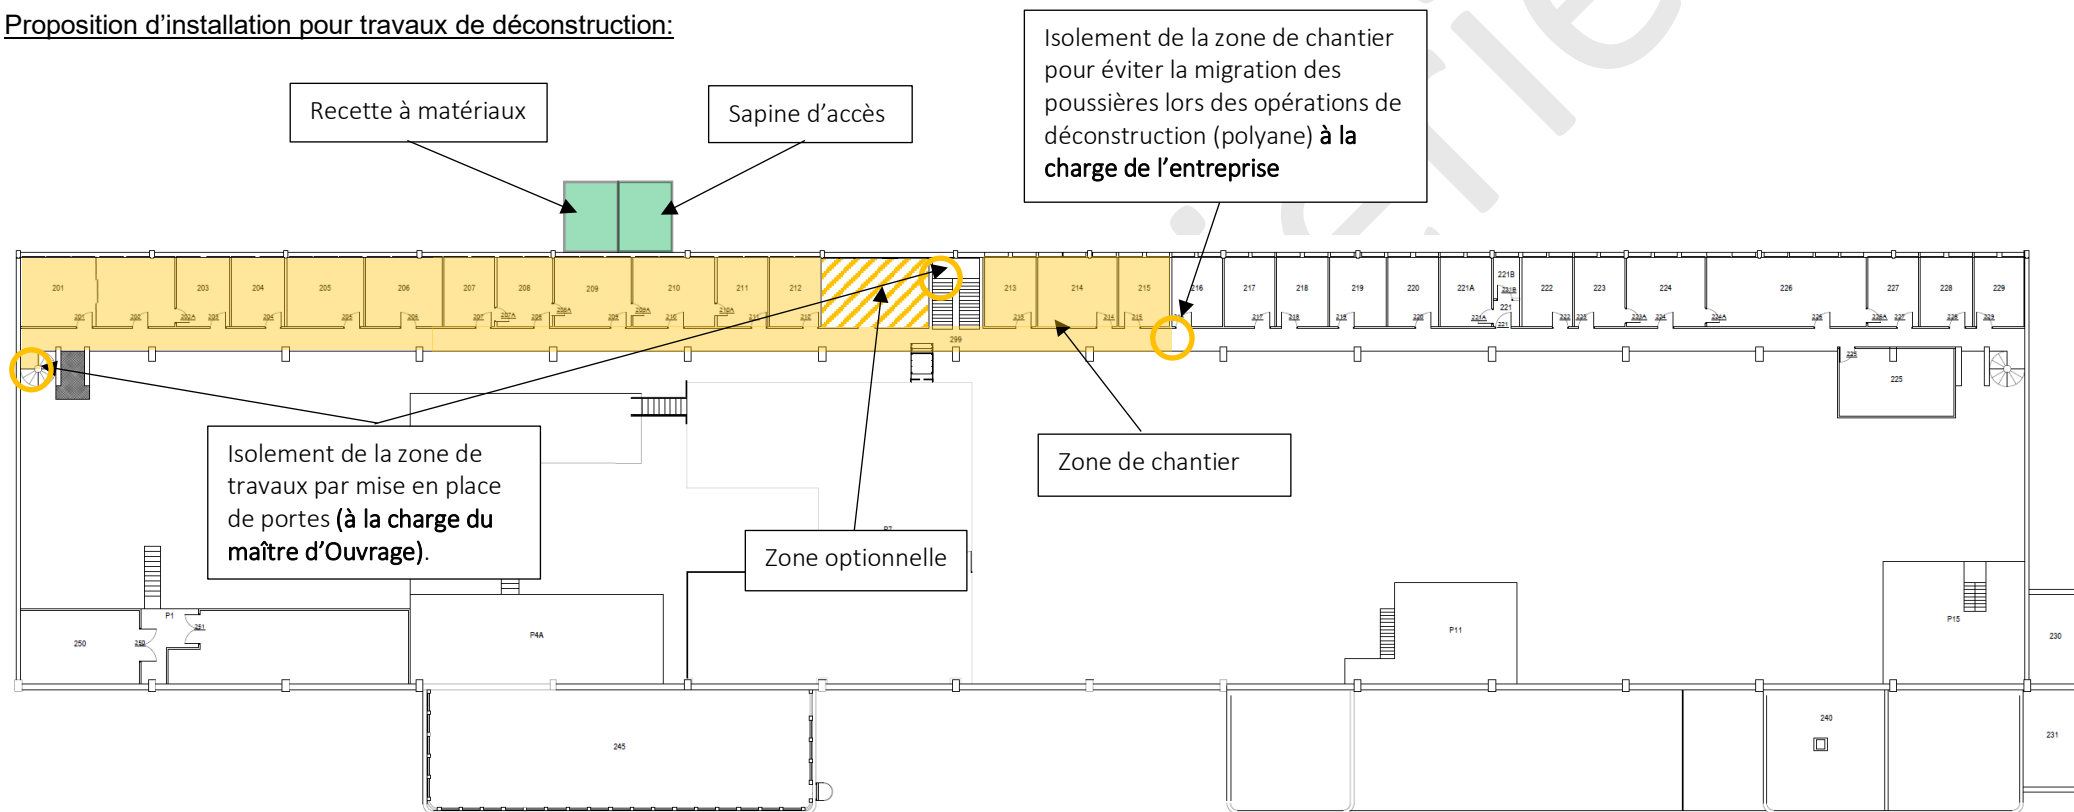 Proposition d’installation pour travaux de déconstruction:
Isolement de la zone de chantier
pour éviter la migration des
poussières lors des opérations de
déconstruction (polyane) à la
charge de l’entreprise
Recette à matériaux
Sapine d’accès
201
203
204
205
206
207
208
209
210
211
212
213
214
215
216
217
218
219
220
221A
221B
221
222
223
224
226
227
228
229
299
225
Isolement de la zone de
travaux par mise en place
de portes (à la charge du
maître d’Ouvrage).
Zone de chantier
Zone optionnelle
250
P1
250
251
P4A
P11
P15
230
245
240
231